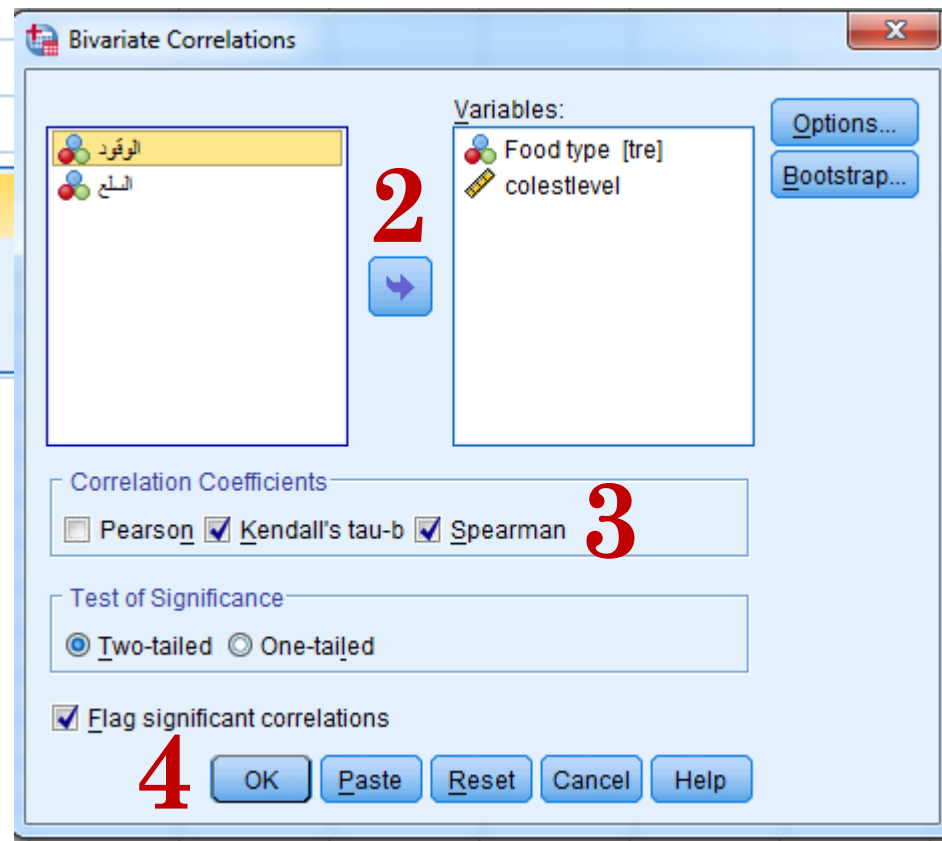 Bivariate Correlations
x
Variables:
الوقود
السلع
2
Food type [tre]
colestlevel
Options...
Bootstrap...
Correlation Coefficients
Pearson Kendall's tau-b Spearman
3
Test of Significance
Two-tailed One-tailed
Flag significant correlations
4
OK Paste Reset Cancel Help